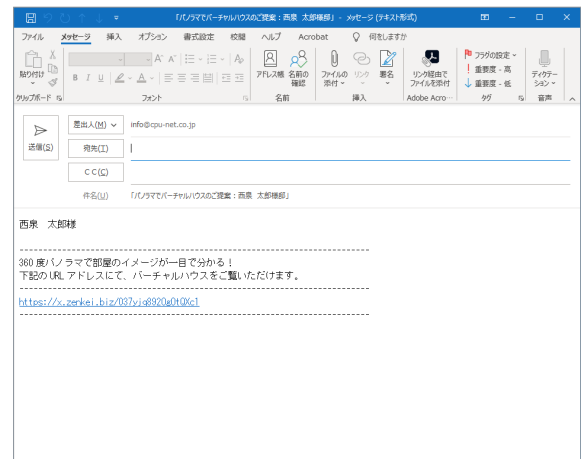 「パノラマでバーチャルハウスのご提案：西泉 太郎様邸」 - メッセージ (テキスト形式)
ファイル メッセージ 挿入 オプション 書式設定 校閲 ヘルプ Acrobat 何をしますか
貼り付け
B I U A
アドレス帳 名前の確認
ファイルの添付 リンク 署名
リンク経由でファイルを添付
フラグの設定
重要度 - 高
重要度 - 低
ディクテーション
クリップボード フォント 名前 挿入 Adobe Acro… タグ 音声
送信(S)
差出人(M) info@cpu-net.co.jp
宛先(T)
CC(C)
件名(U) 「パノラマでバーチャルハウスのご提案：西泉 太郎様邸」
西泉 太郎様
------------------------------------------------------------
360度パノラマで部屋のイメージが一目で分かる！
下記のURLアドレスにて、バーチャルハウスをご覧いただけます。
------------------------------------------------------------
https://x.zenkei.biz/037yjq8920gOtQXc1
------------------------------------------------------------